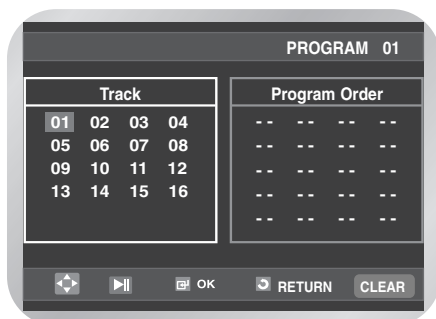 PROGRAM 01
Track
Program Order
01 02 03 04
-- -- -- --
05 06 07 08
-- -- -- --
09 10 11 12
-- -- -- --
13 14 15 16
-- -- -- --
-- -- -- --
OK RETURN CLEAR